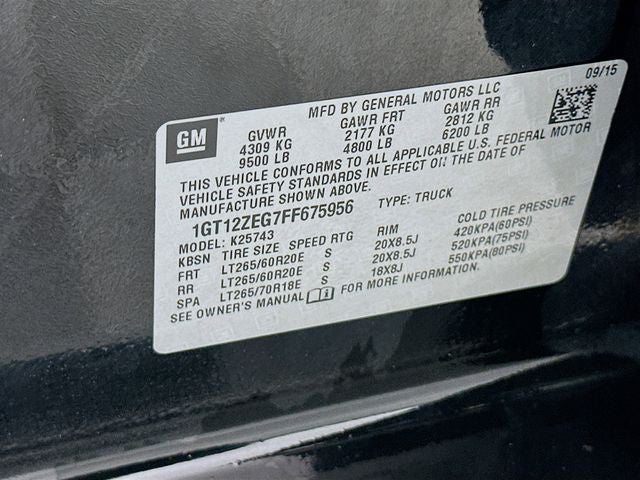 09/15
MFD BY GENERAL MOTORS LLC
GM®
GVWR GAWR FRT GAWR RR
4309 KG 2177 KG 2812 KG
9500 LB 4800 LB 6200 LB
THIS VEHICLE CONFORMS TO ALL APPLICABLE U.S. FEDERAL MOTOR
VEHICLE SAFETY STANDARDS IN EFFECT ON THE DATE OF
MANUFACTURE SHOWN ABOVE.
1GT12ZEG7FF675956 TYPE: TRUCK
MODEL: K25743
KBSN TIRE SIZE SPEED RTG RIM COLD TIRE PRESSURE
FRT LT265/60R20E S 20X8.5J 420KPA(60PSI)
RR LT265/60R20E S 20X8.5J 520KPA(75PSI)
SPA LT265/70R18E S 18X8J 550KPA(80PSI)
SEE OWNER'S MANUAL FOR MORE INFORMATION.